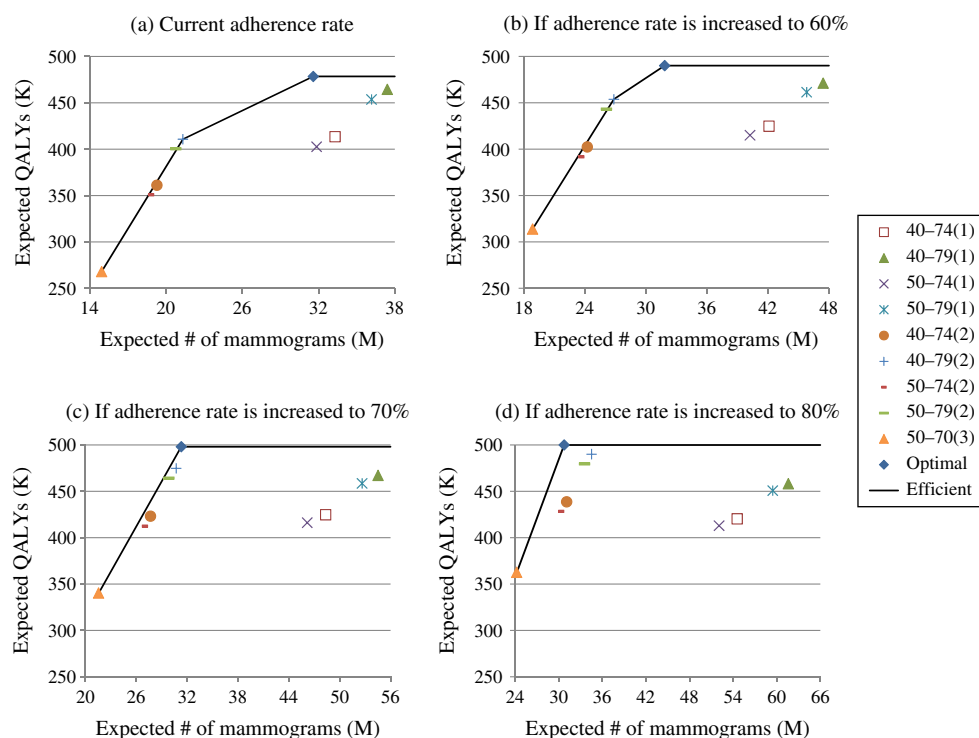 (a) Current adherence rate
500
450
400
350
300
250
14 20 26 32 38
Expected QALYs (K)
Expected # of mammograms (M)
(b) If adherence rate is increased to 60%
500
450
400
350
300
250
18 24 30 36 42 48
Expected QALYs (K)
Expected # of mammograms (M)
(c) If adherence rate is increased to 70%
500
450
400
350
300
250
20 26 32 38 44 50 56
Expected QALYs (K)
Expected # of mammograms (M)
(d) If adherence rate is increased to 80%
500
450
400
350
300
250
24 30 36 42 48 54 60 66
Expected QALYs (K)
Expected # of mammograms (M)
40–74(1)
40–79(1)
50–74(1)
50–79(1)
40–74(2)
40–79(2)
50–74(2)
50–79(2)
50–70(3)
Optimal
Efficient